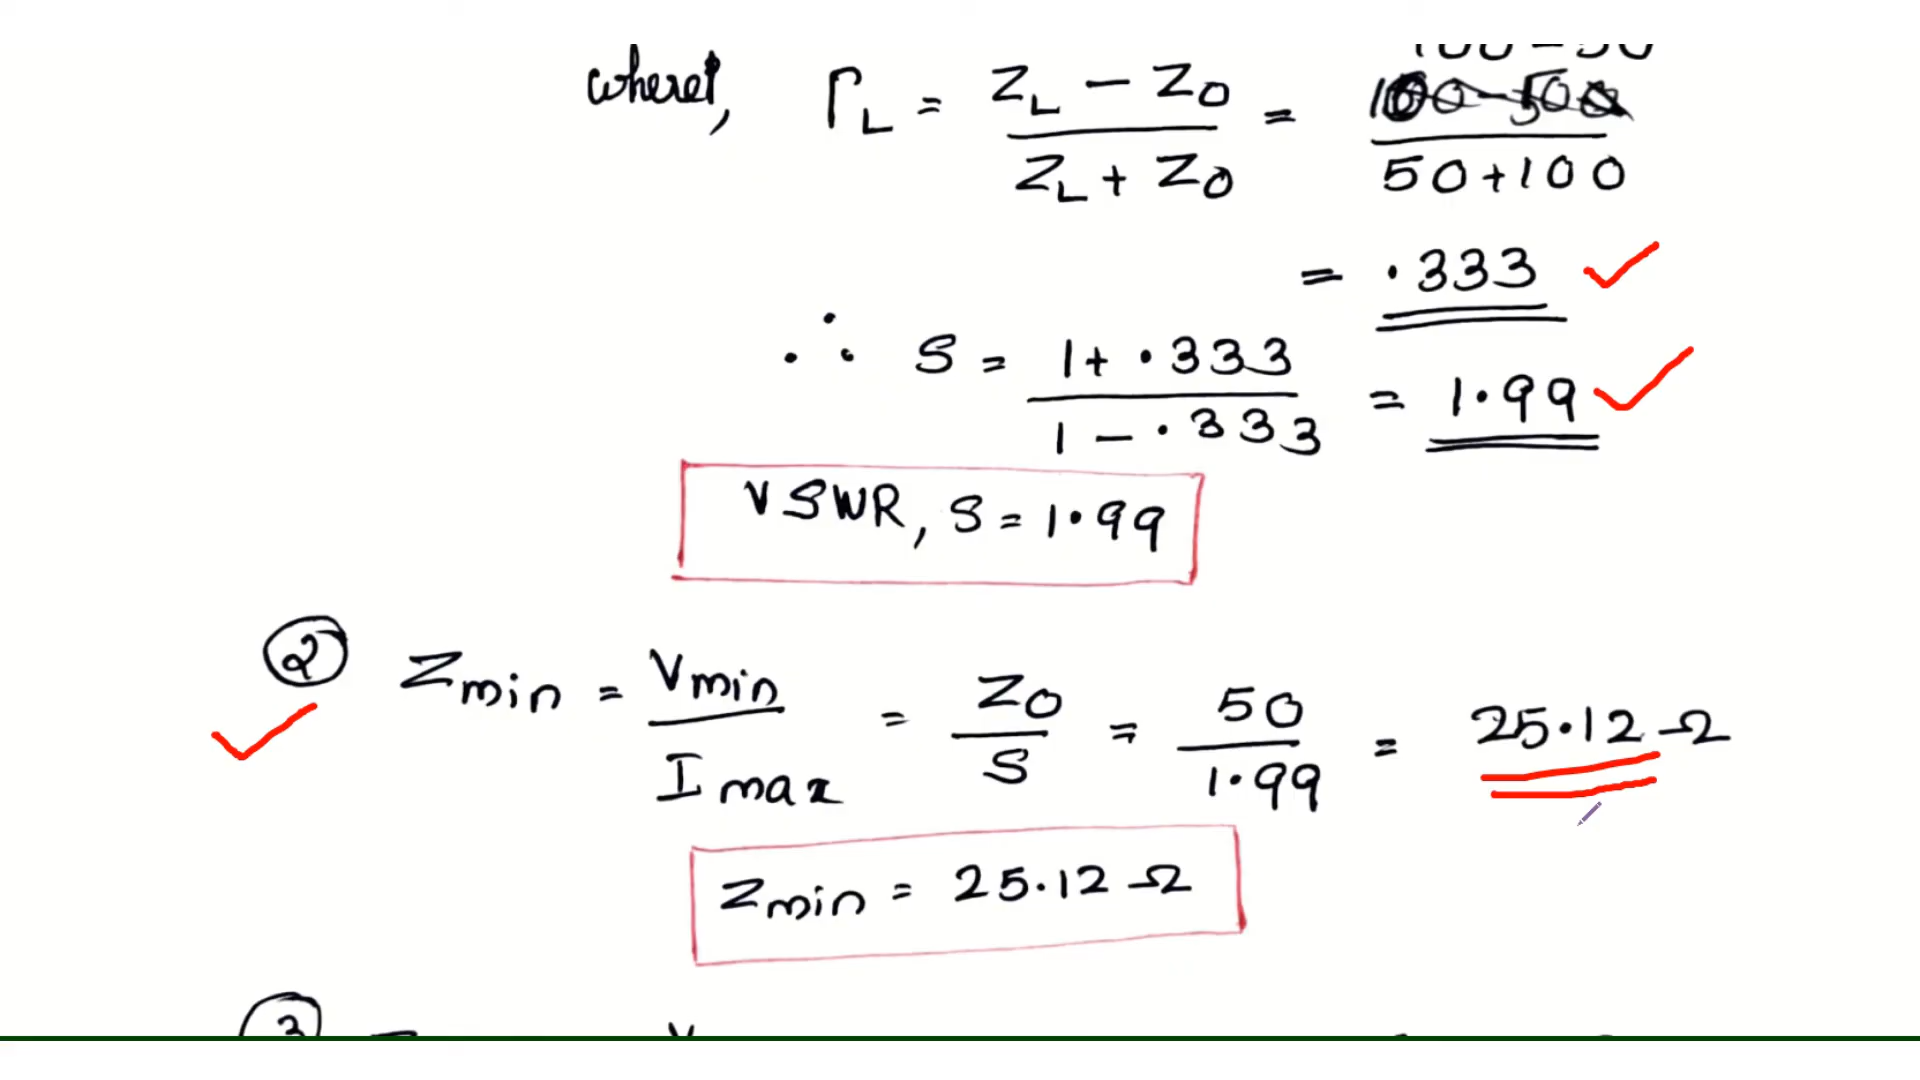 100 - 50
where, Γ_L = (Z_L - Z_0) / (Z_L + Z_0) = / (50 + 100)
= .333 ✓
∴ S = (1 + .333) / (1 - .333) = 1.99 ✓
VSWR, S = 1.99
② Z_min = V_min / I_max = Z_0 / S = 50 / 1.99 = 25.12 Ω
Z_min = 25.12 Ω
③